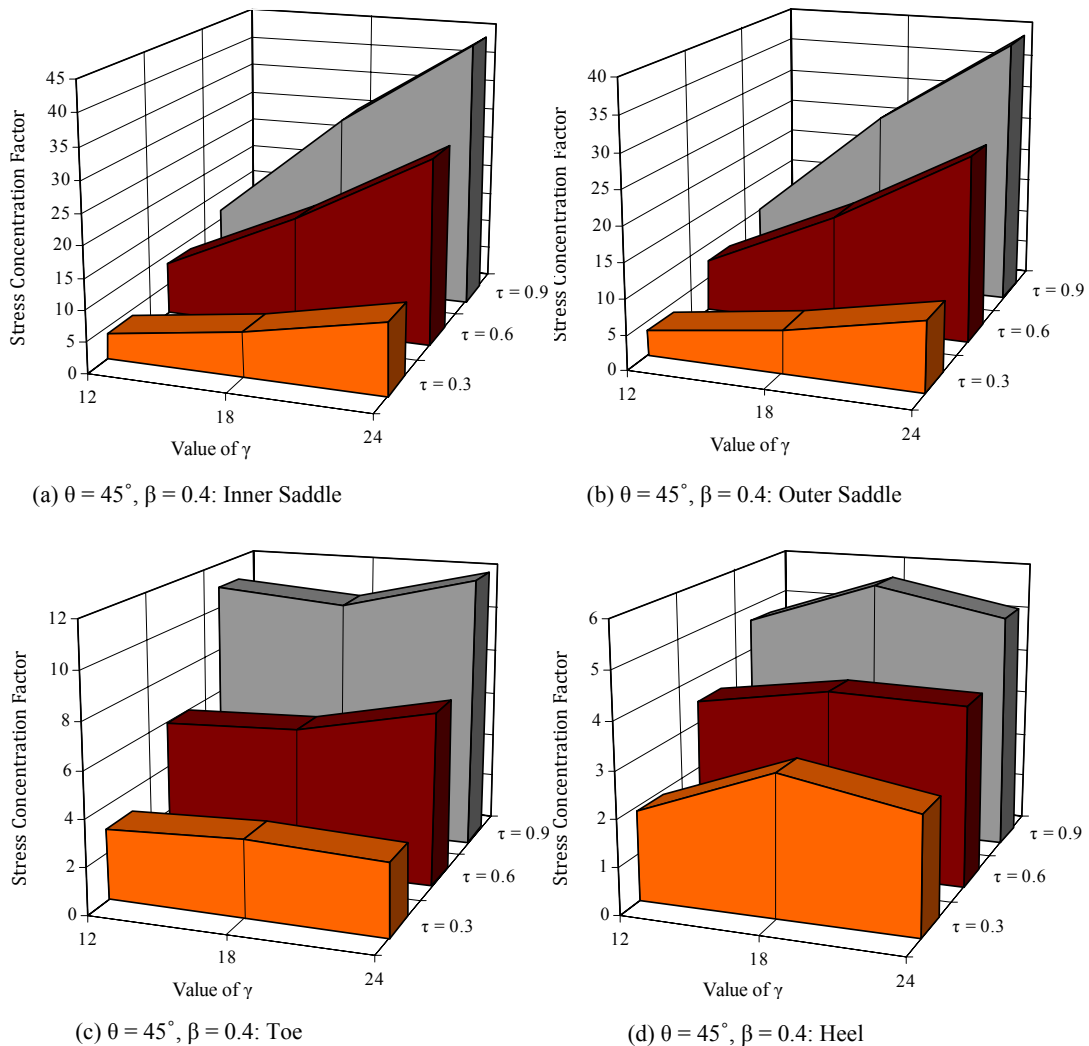 Stress Concentration Factor
45
40
35
30
25
20
15
10
5
0
12
18
24
Value of γ
τ = 0.3
τ = 0.6
τ = 0.9
(a) θ = 45˚, β = 0.4: Inner Saddle
Stress Concentration Factor
40
35
30
25
20
15
10
5
0
12
18
24
Value of γ
τ = 0.3
τ = 0.6
τ = 0.9
(b) θ = 45˚, β = 0.4: Outer Saddle
Stress Concentration Factor
12
10
8
6
4
2
0
12
18
24
Value of γ
τ = 0.3
τ = 0.6
τ = 0.9
(c) θ = 45˚, β = 0.4: Toe
Stress Concentration Factor
6
5
4
3
2
1
0
12
18
24
Value of γ
τ = 0.3
τ = 0.6
τ = 0.9
(d) θ = 45˚, β = 0.4: Heel